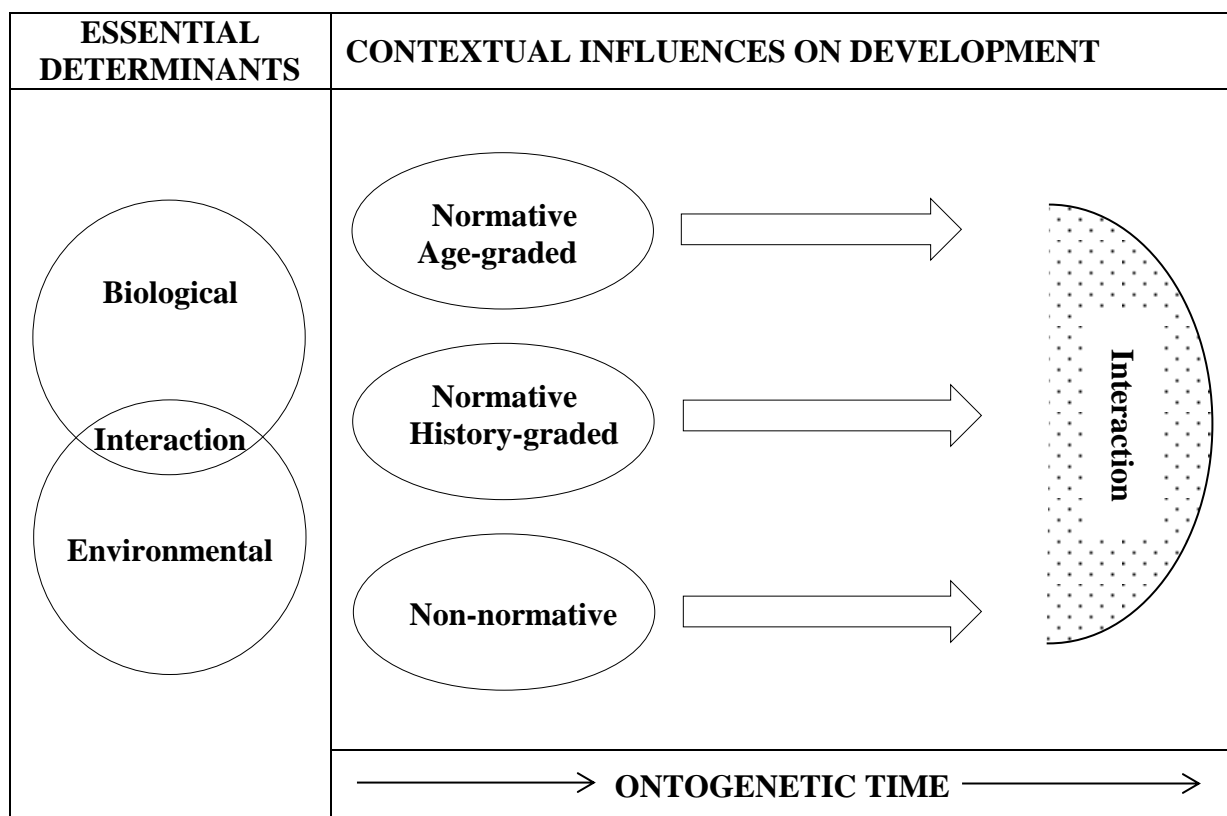 ESSENTIAL
DETERMINANTS
CONTEXTUAL INFLUENCES ON DEVELOPMENT
Biological
Interaction
Environmental
Normative
Age-graded
Normative
History-graded
Non-normative
Interaction
ONTOGENETIC TIME